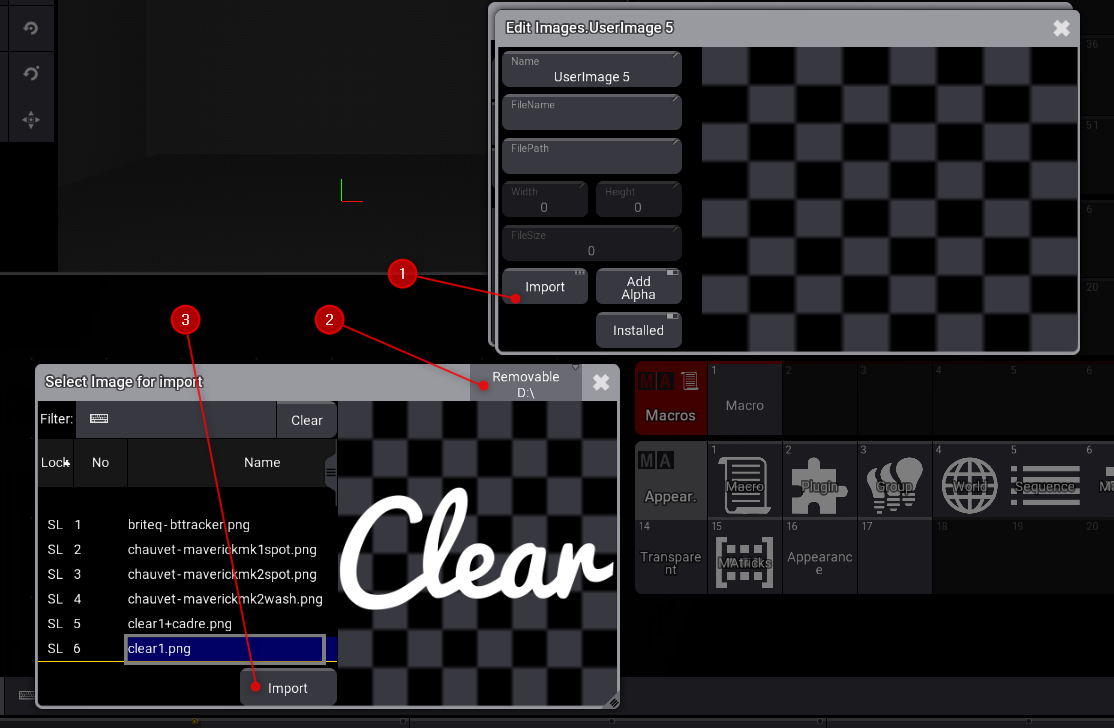 Edit Images.UserImage 5
Name
UserImage 5
FileName
FilePath
Width
0
Height
0
FileSize
0
1
Import
Add
Alpha
Installed
3
2
Select Image for import
Removable
D:\
Filter:
Clear
Lock
No
Name
SL 1 briteq-bttracker.png
SL 2 chauvet-maverickmk1spot.png
SL 3 chauvet-maverickmk2spot.png
SL 4 chauvet-maverickmk2wash.png
SL 5 clear1+cadre.png
SL 6 clear1.png
Import
Clear
36
51
6
20
MA
Macros
1
Macro
2
3
4
5
6
MA
Appear.
1
Macro
2
Plugin
3
Group
4
World
5
Sequence
6
14
Transpare
nt
15
MAtricks
16
Appearanc
e
17
18
19
20